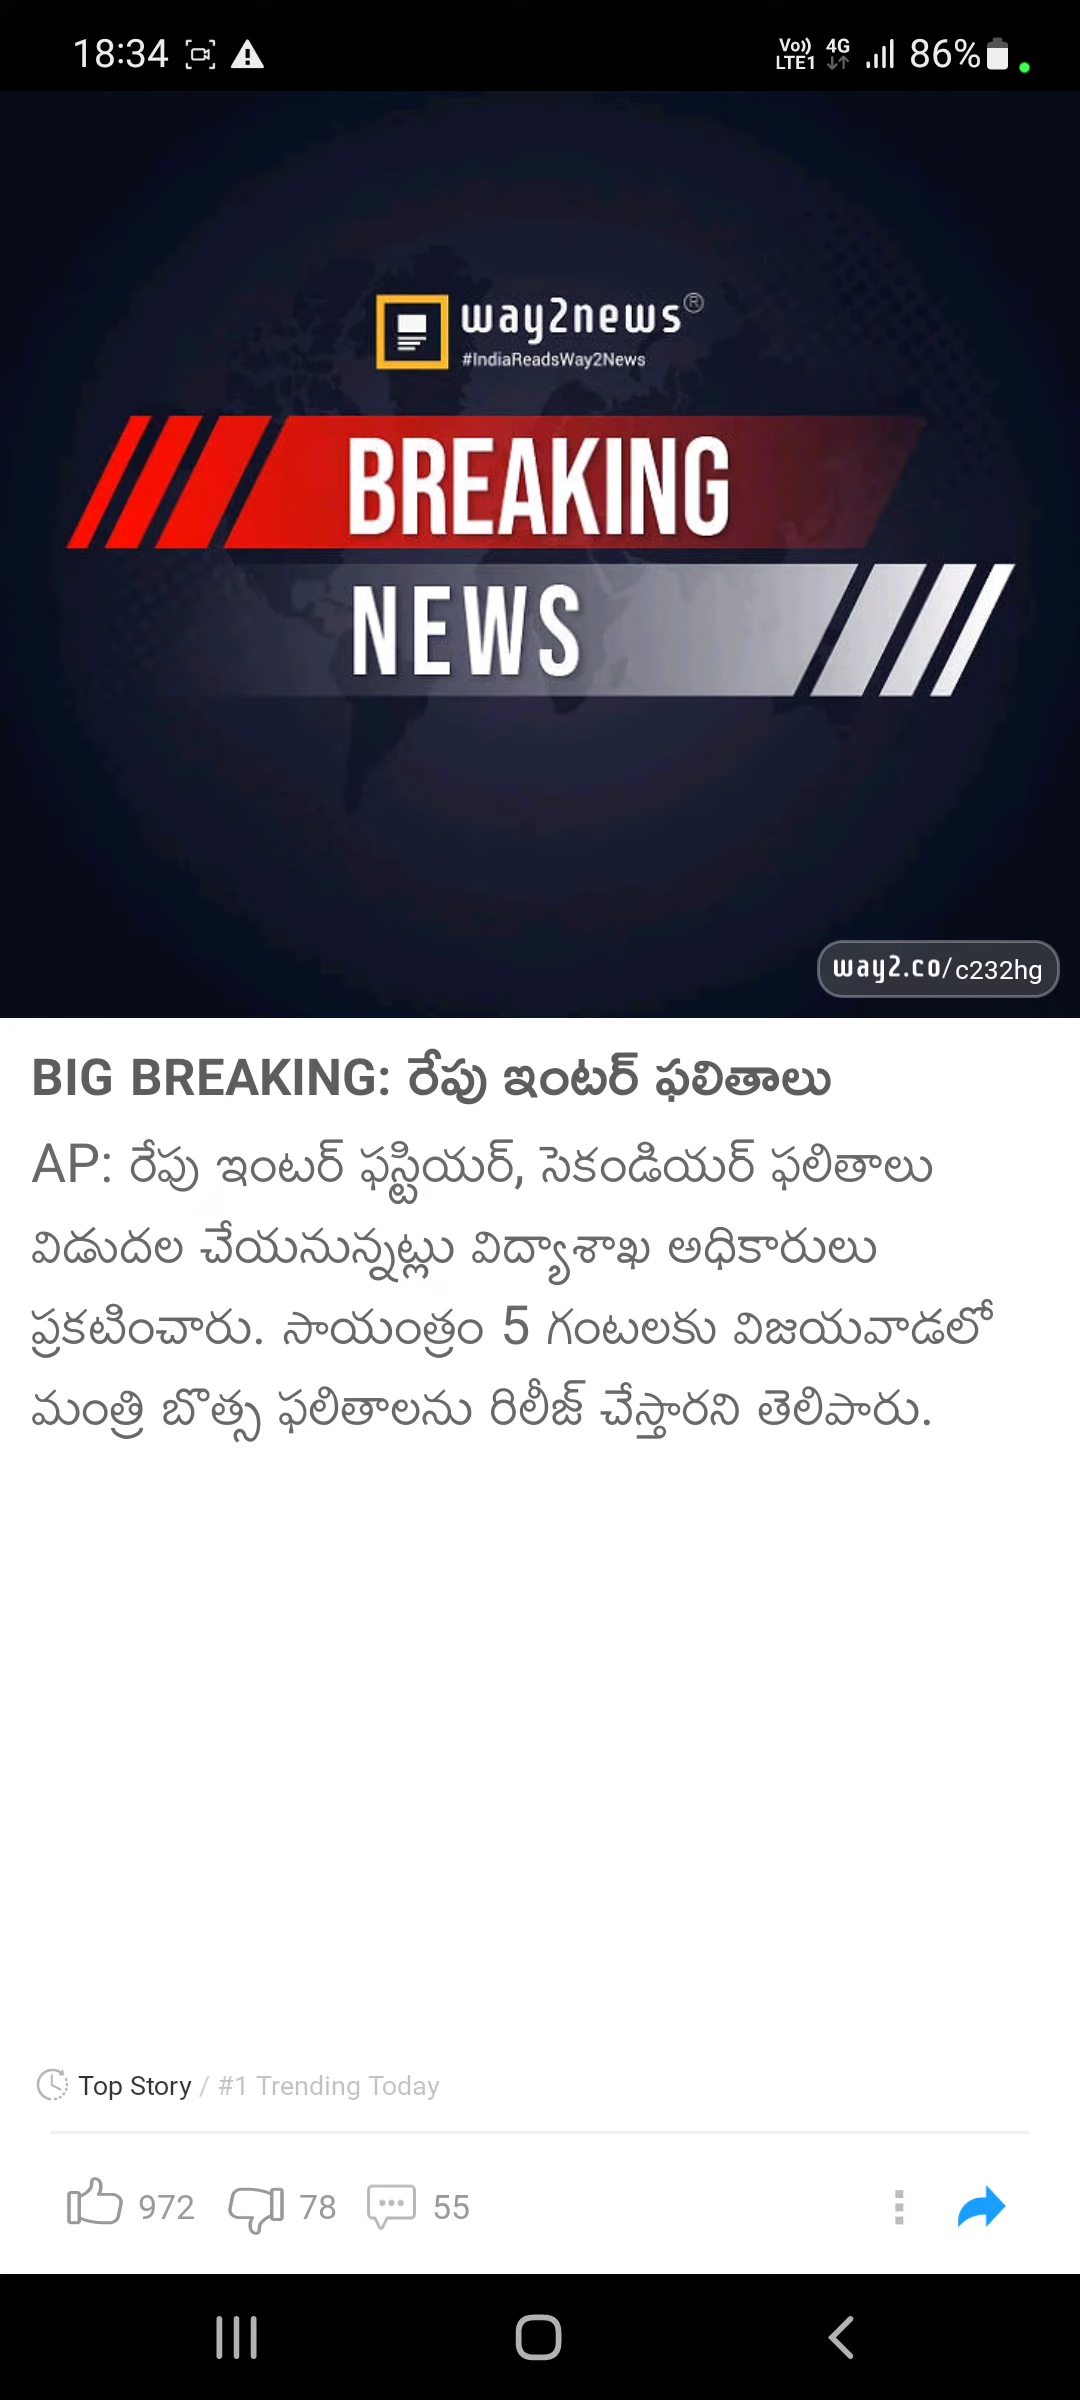 18:34 Vo)) LTE1 4G 86%
way2news®
#IndiaReadsWay2News
BREAKING
NEWS
way2.co/c232hg
BIG BREAKING: రేపు ఇంటర్ ఫలితాలు
AP: రేపు ఇంటర్ ఫస్టియర్, సెకండియర్ ఫలితాలు
విడుదల చేయనున్నట్లు విద్యాశాఖ అధికారులు
ప్రకటించారు. సాయంత్రం 5 గంటలకు విజయవాడలో
మంత్రి బొత్స ఫలితాలను రిలీజ్ చేస్తారని తెలిపారు.
Top Story / #1 Trending Today
972 78 55